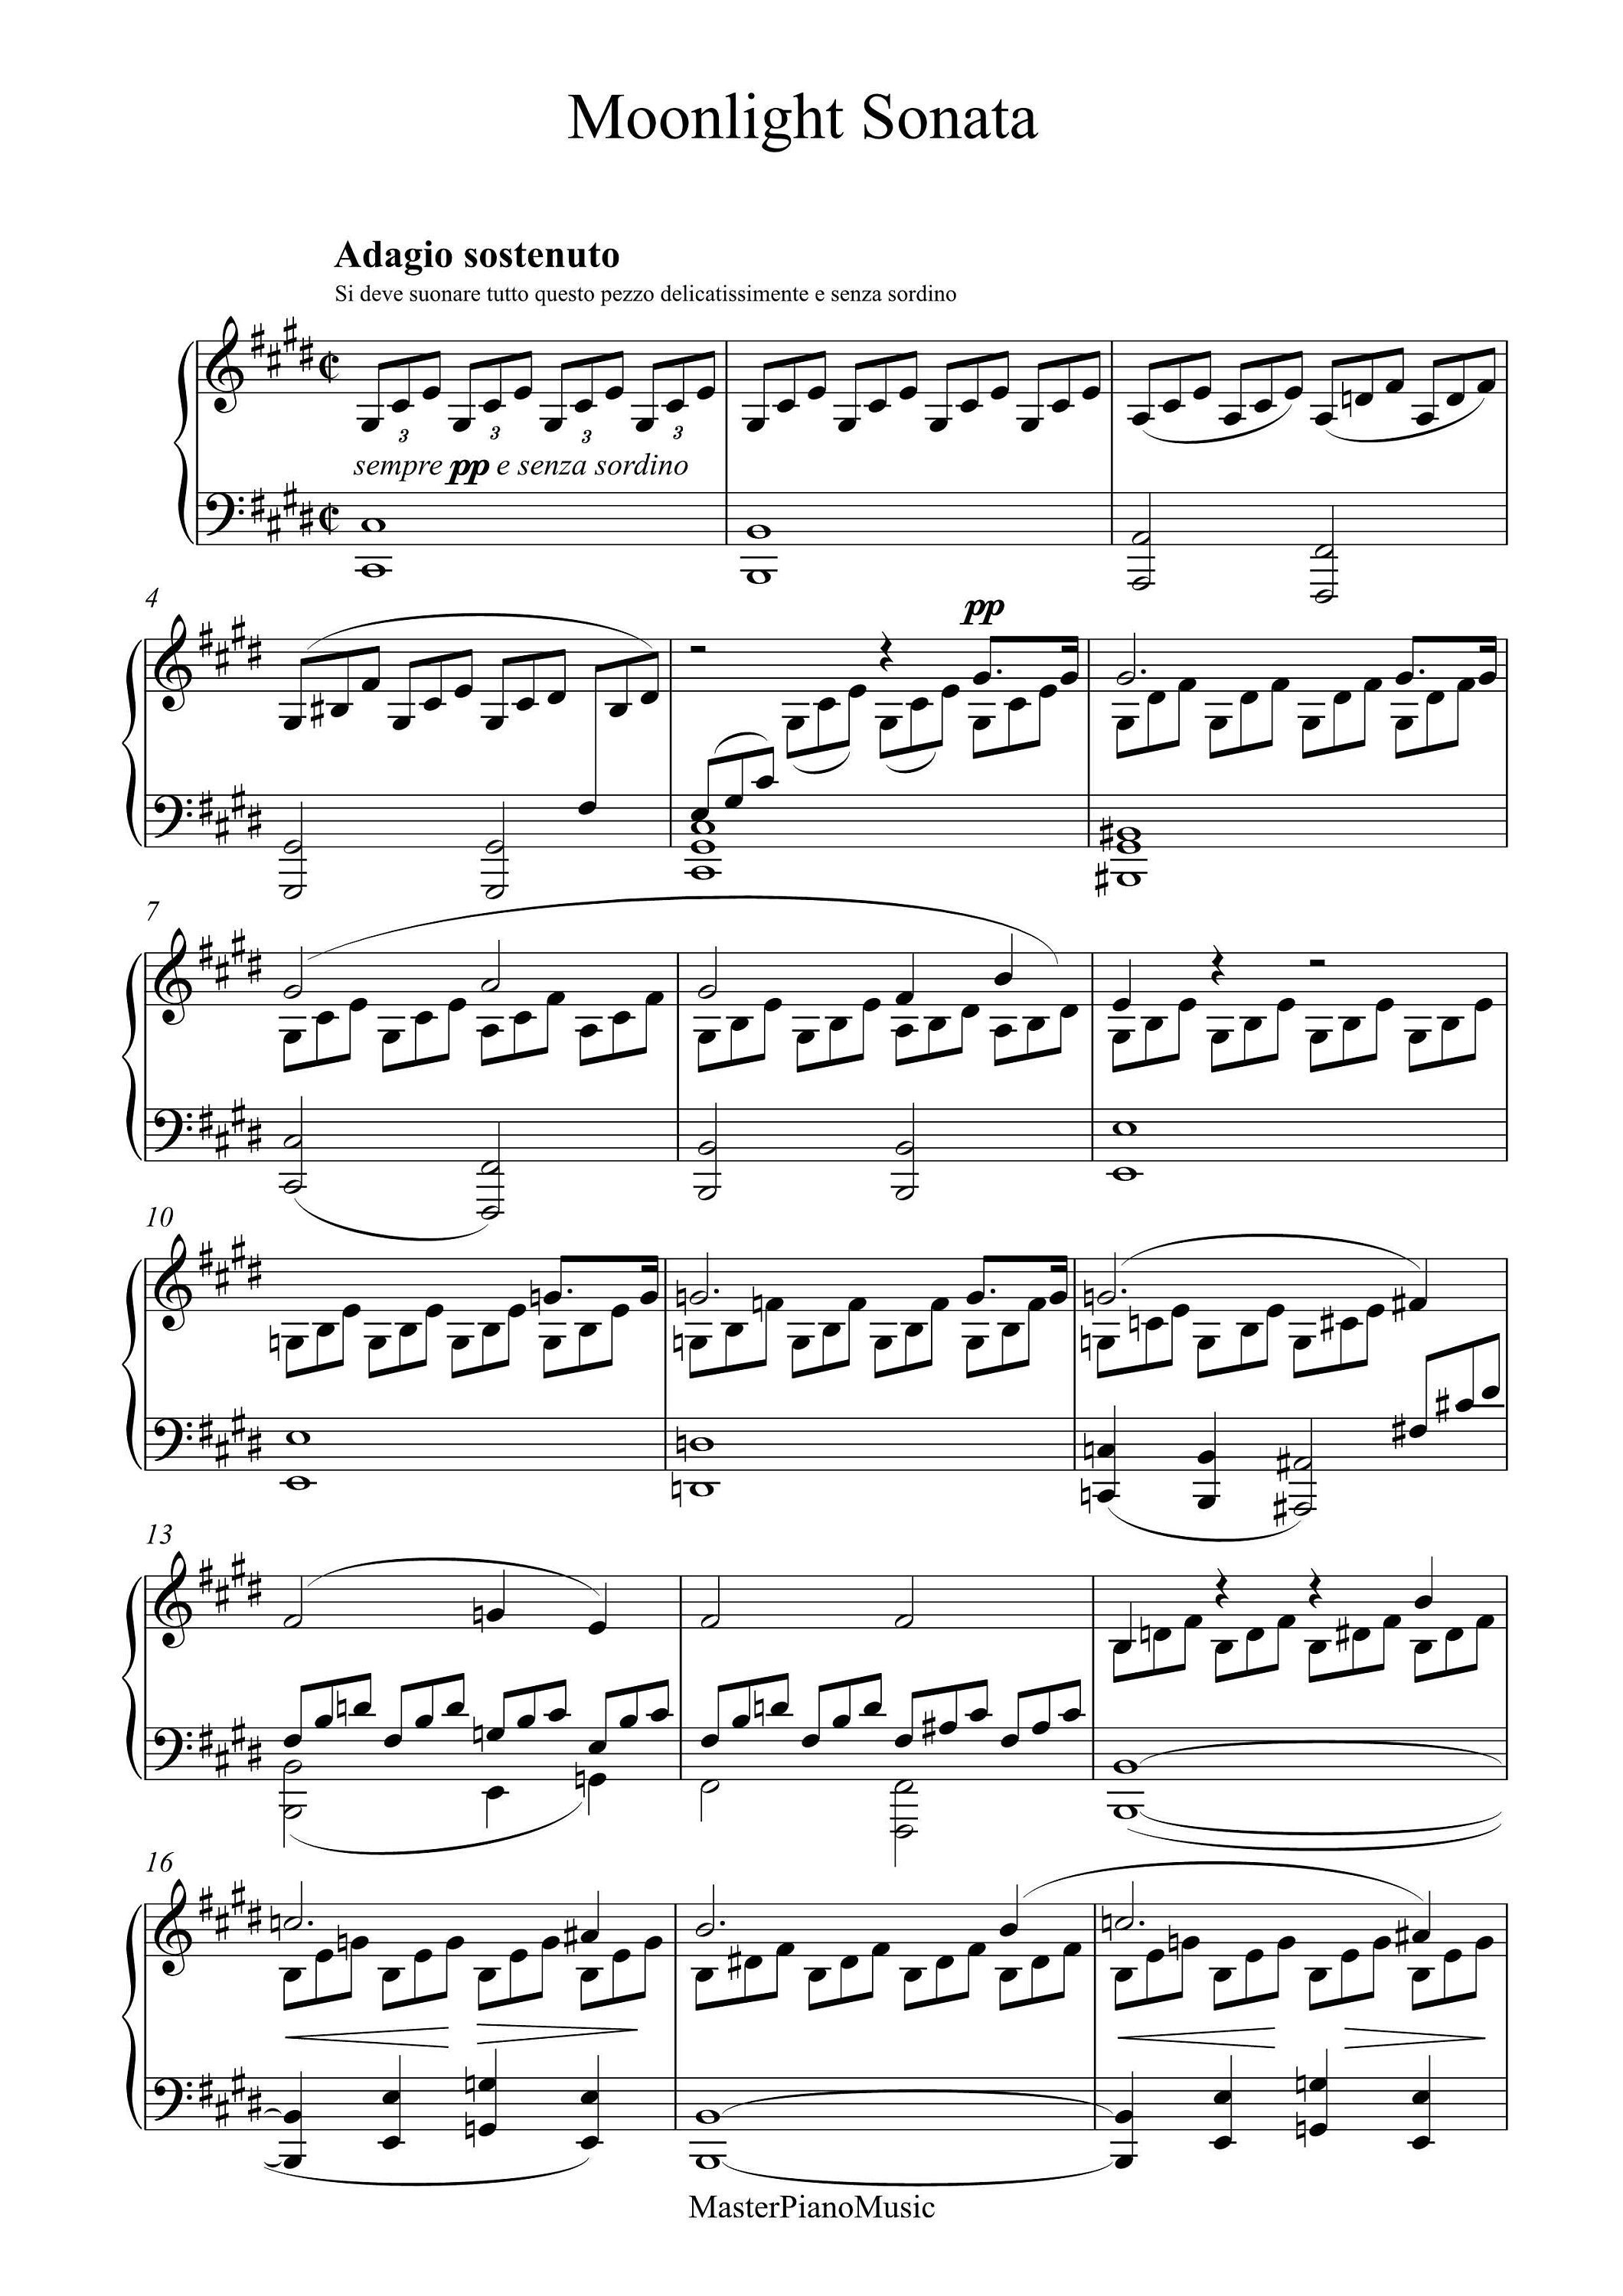 Moonlight Sonata
Adagio sostenuto
Si deve suonare tutto questo pezzo delicatissimente e senza sordino
3 3 3 3
sempre pp e senza sordino
4
pp
7
10
13
16
MasterPianoMusic